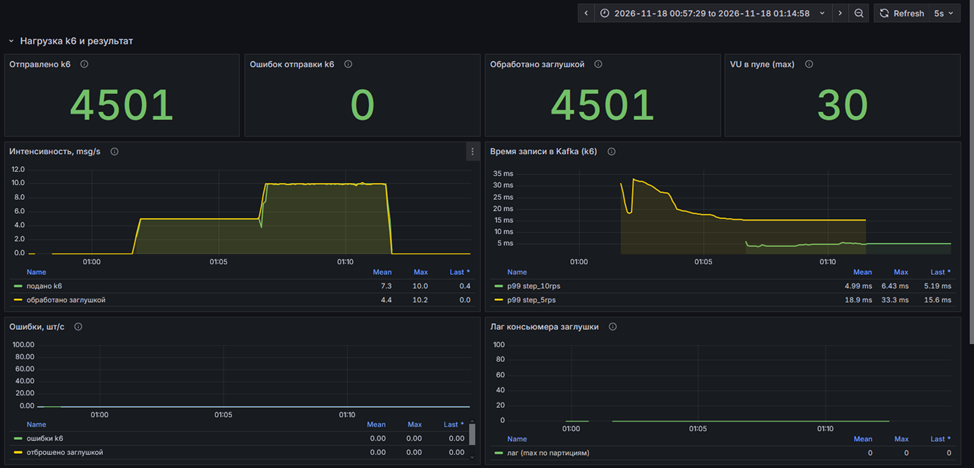 2026-11-18 00:57:29 to 2026-11-18 01:14:58 Refresh 5s
Нагрузка k6 и результат
Отправлено k6
4501
Ошибок отправки k6
0
Обработано заглушкой
4501
VU в пуле (max)
30
Интенсивность, msg/s
12.0
10.0
8.0
6.0
4.0
2.0
0.0
01:00 01:05 01:10
Name Mean Max Last *
подано k6 7.3 10.0 0.4
обработано заглушкой 4.4 10.2 0.0
Время записи в Kafka (k6)
35 ms
30 ms
25 ms
20 ms
15 ms
10 ms
5 ms
01:00 01:05 01:10
Name Mean Max Last *
p99 step_10rps 4.99 ms 6.43 ms 5.19 ms
p99 step_5rps 18.9 ms 33.3 ms 15.6 ms
Ошибки, шт/с
100.00
80.00
60.00
40.00
20.00
0.00
01:00 01:05 01:10
Name Mean Max Last *
ошибки k6 0.00 0.00 0.00
отброшено заглушкой 0.00 0.00 0.00
Лаг консьюмера заглушки
100
80
60
40
20
0
01:00 01:05 01:10
Name Mean Max Last *
лаг (max по партициям) 0 0 0